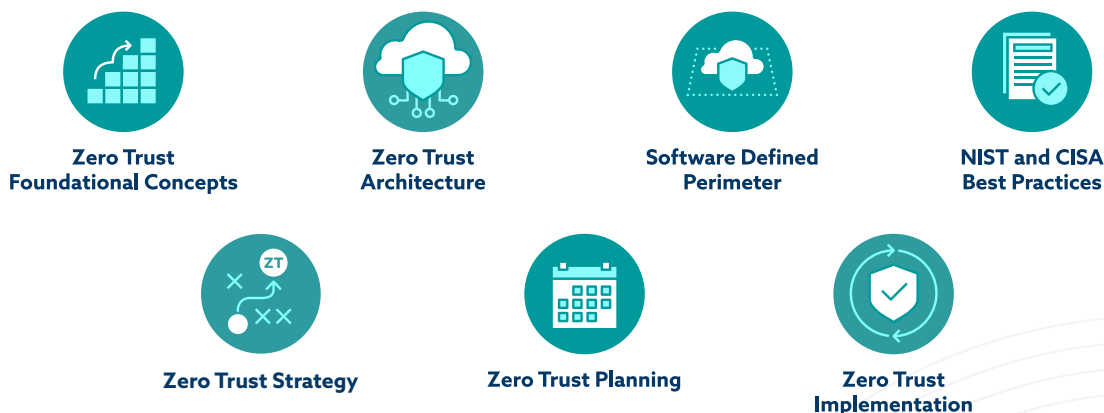 Zero Trust
Foundational Concepts
Zero Trust
Architecture
Software Defined
Perimeter
NIST and CISA
Best Practices
ZT
Zero Trust Strategy
Zero Trust Planning
Zero Trust
Implementation